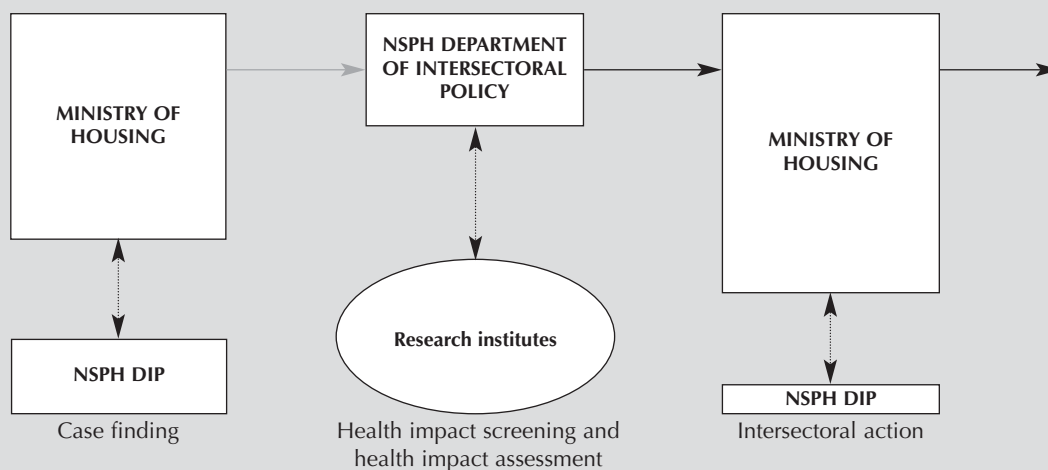 MINISTRY OF
HOUSING
NSPH DIP
Case finding
NSPH DEPARTMENT
OF INTERSECTORAL
POLICY
Research institutes
Health impact screening and
health impact assessment
MINISTRY OF
HOUSING
NSPH DIP
Intersectoral action